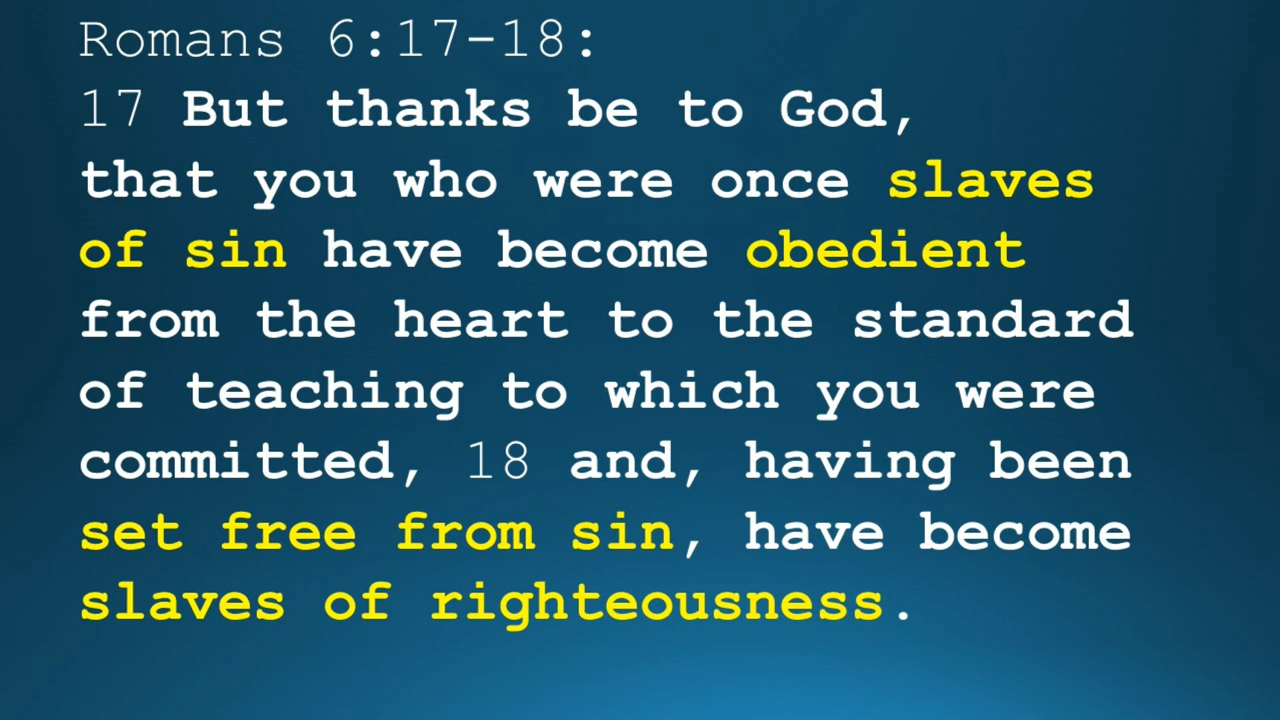 Romans 6:17-18:
17 But thanks be to God,
that you who were once slaves
of sin have become obedient
from the heart to the standard
of teaching to which you were
committed, 18 and, having been
set free from sin, have become
slaves of righteousness.